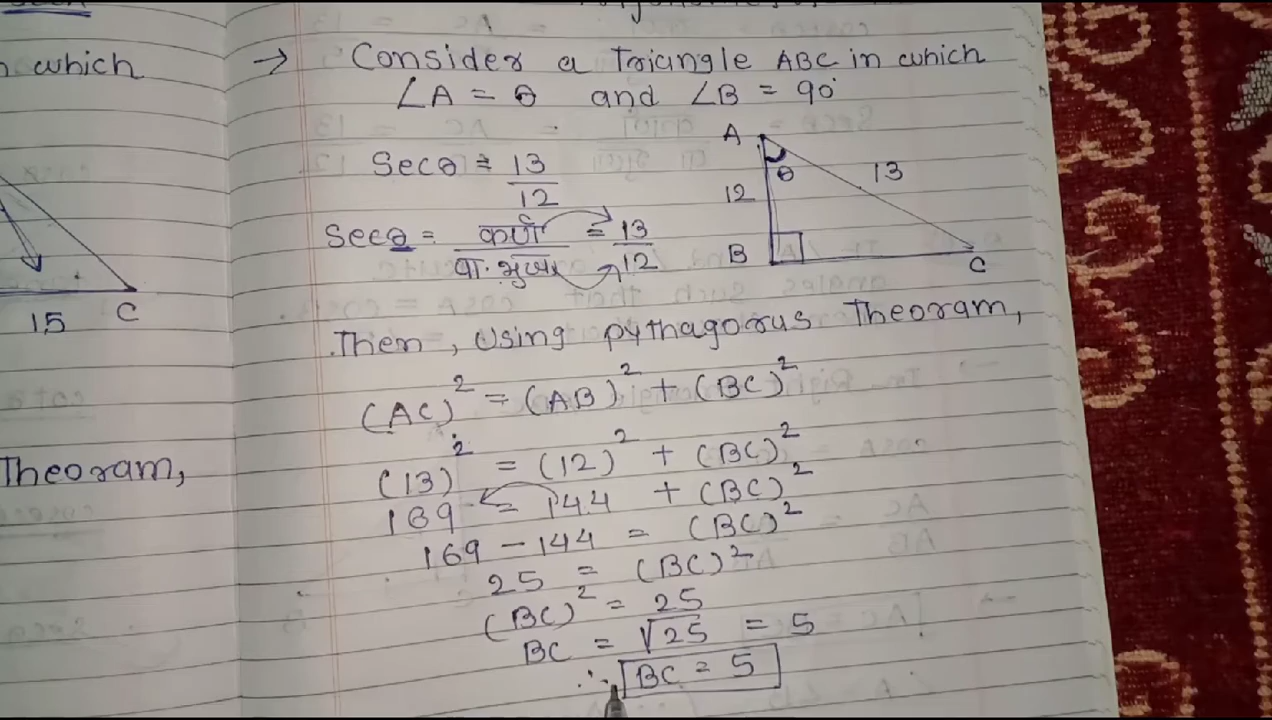 which
15
C
Theoram,
→ Consider a Triangle ABC in which
∠A = θ and ∠B = 90°
A
θ
12
13
B
C
Secθ = 13/12
Secθ = कर्ण/पा. भुजा = 13/12
Then, Using pythagorus Theoram,
(AC)² = (AB)² + (BC)²
(13)² = (12)² + (BC)²
169 = 144 + (BC)²
169 - 144 = (BC)²
25 = (BC)²
(BC)² = 25
BC = √25 = 5
∴ BC = 5